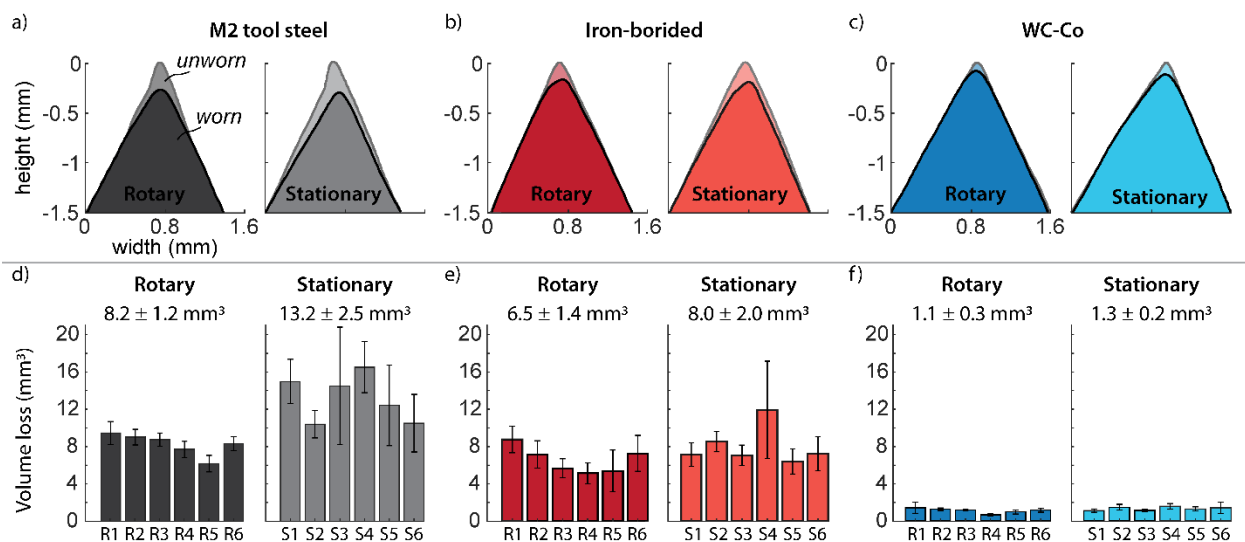 a) M2 tool steel
b) Iron-borided
c) WC-Co
height (mm)
0
-0.5
-1
-1.5
unworn
worn
Rotary
Stationary
0 0.8 1.6
width (mm)
0
-0.5
-1
-1.5
Rotary
Stationary
0 0.8 1.6
0
-0.5
-1
-1.5
Rotary
Stationary
0 0.8 1.6
d) Rotary Stationary
8.2 ± 1.2 mm³ 13.2 ± 2.5 mm³
Volume loss (mm³)
20
16
12
8
4
0
R1 R2 R3 R4 R5 R6 S1 S2 S3 S4 S5 S6
e) Rotary Stationary
6.5 ± 1.4 mm³ 8.0 ± 2.0 mm³
20
16
12
8
4
0
R1 R2 R3 R4 R5 R6 S1 S2 S3 S4 S5 S6
f) Rotary Stationary
1.1 ± 0.3 mm³ 1.3 ± 0.2 mm³
20
16
12
8
4
0
R1 R2 R3 R4 R5 R6 S1 S2 S3 S4 S5 S6